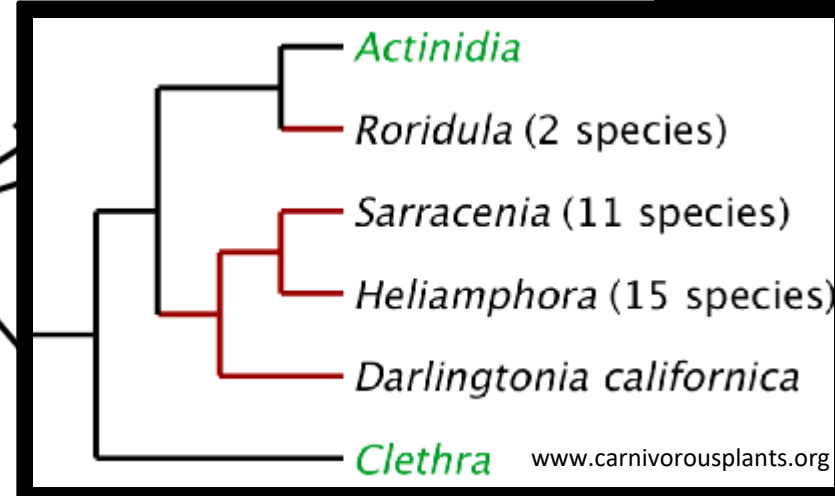 Actinidia
Roridula (2 species)
Sarracenia (11 species)
Heliamphora (15 species)
Darlingtonia californica
Clethra www.carnivorousplants.org